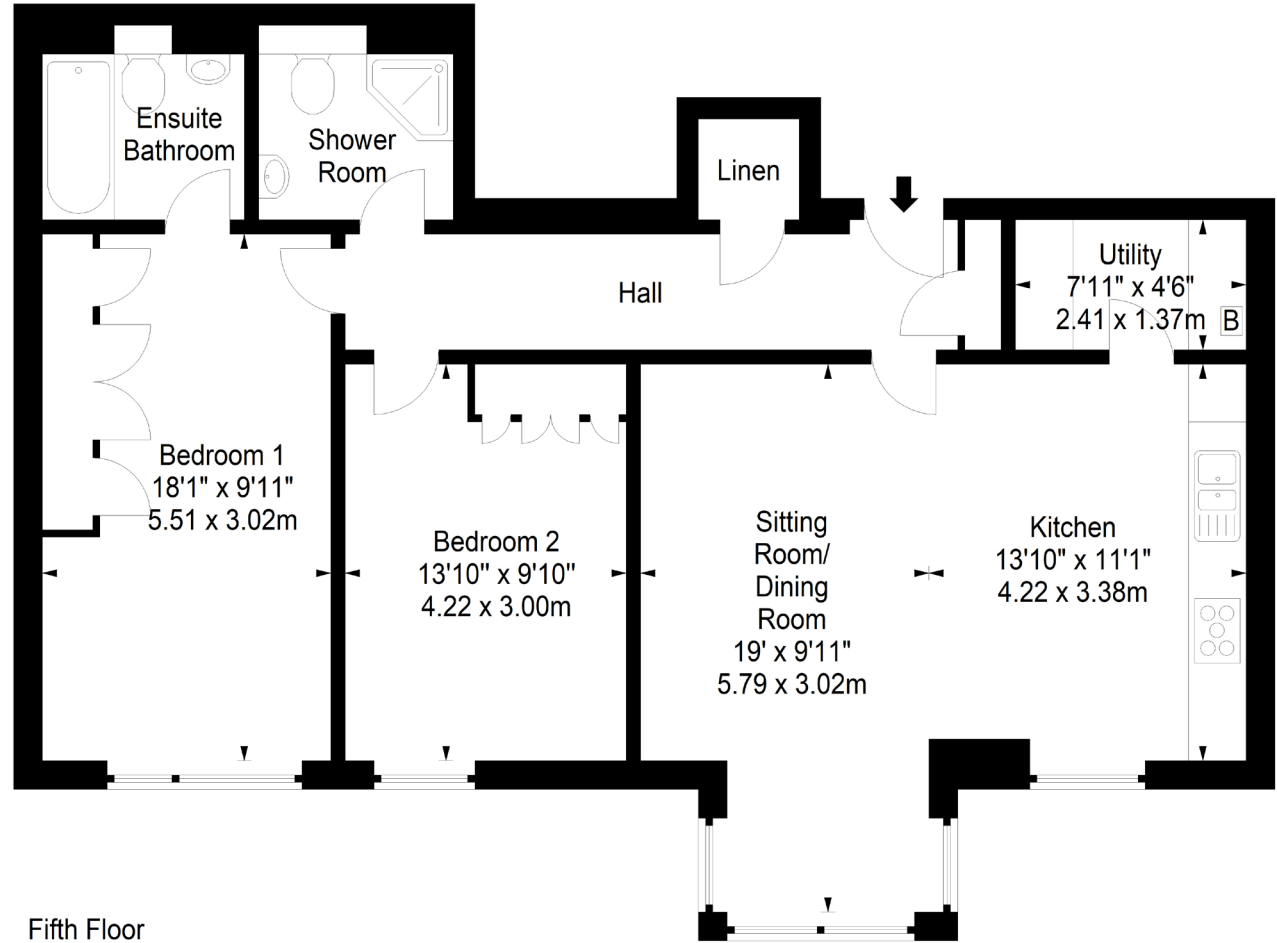 Ensuite
Bathroom
Shower
Room
Linen
Hall
Utility
7'11" x 4'6"
2.41 x 1.37m
B
Bedroom 1
18'1" x 9'11"
5.51 x 3.02m
Bedroom 2
13'10" x 9'10"
4.22 x 3.00m
Sitting
Room/
Dining
Room
19' x 9'11"
5.79 x 3.02m
Kitchen
13'10" x 11'1"
4.22 x 3.38m
Fifth Floor